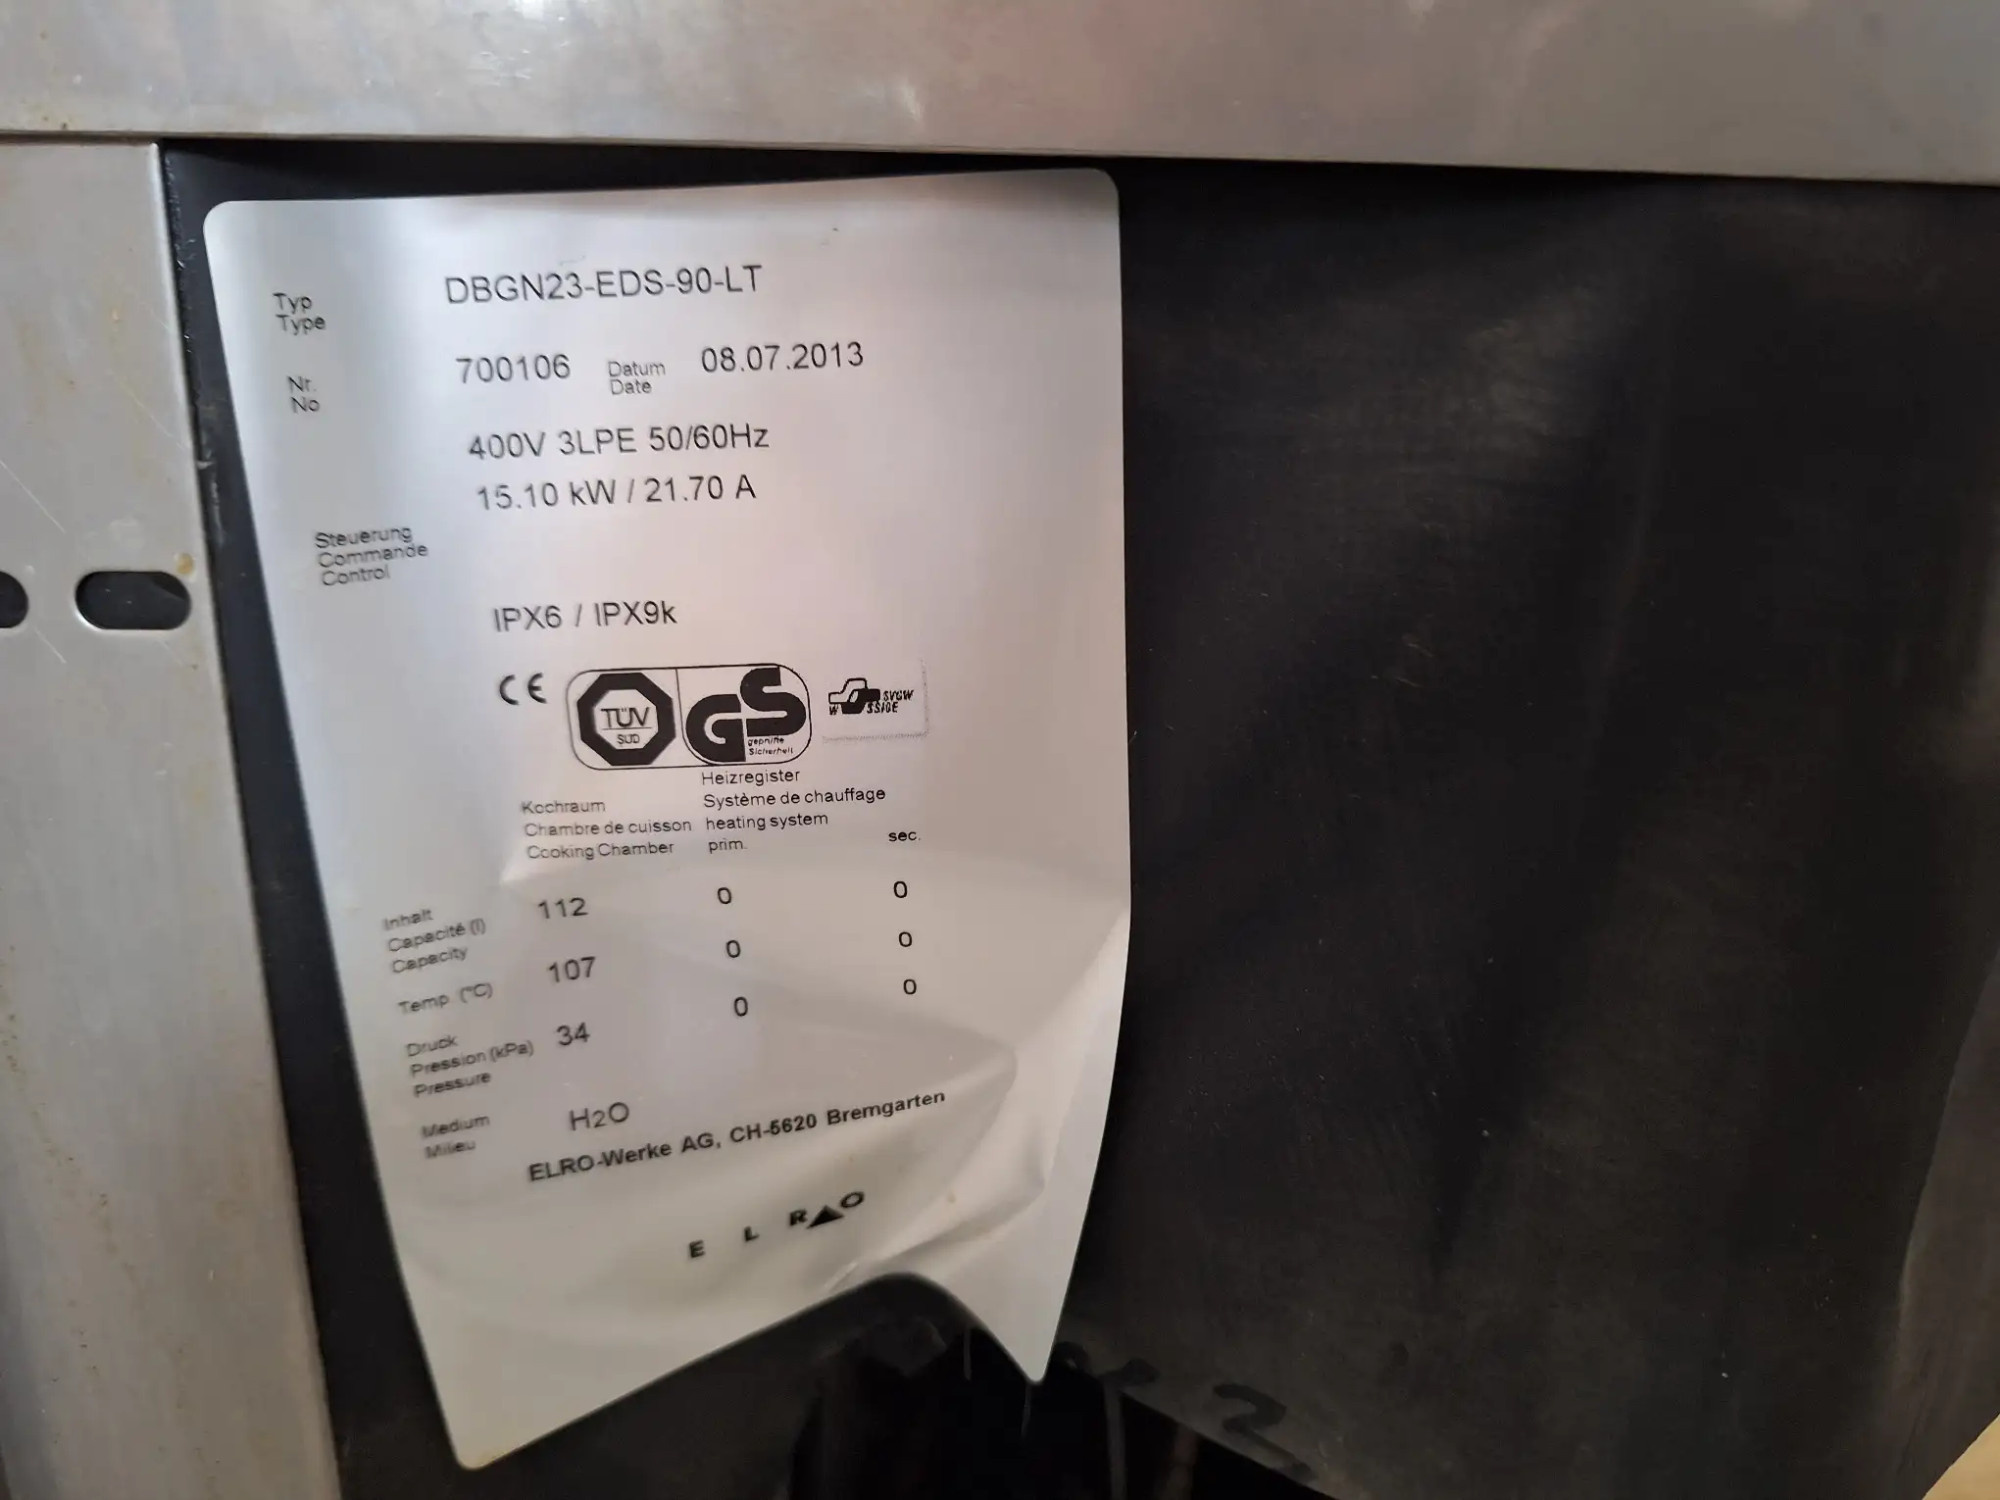 Typ
Type
DBGN23-EDS-90-LT
Nr.
No
700106
Datum
Date
08.07.2013
400V 3LPE 50/60Hz
15.10 kW / 21.70 A
Steuerung
Commande
Control
IPX6 / IPX9k
CE
TÜV
SÜD
GS
geprüfte
Sicherheit
SVGW
SSIGE
Kochraum
Chambre de cuisson
Cooking Chamber
Heizregister
Système de chauffage
heating system
prim. sec.
Inhalt
Capacité (l)
Capacity
112 0 0
Temp. (°C) 107 0 0
Druck
Pression (kPa)
Pressure
34 0 0
Medium
Milieu
H2O
ELRO-Werke AG, CH-5620 Bremgarten
ELRO
2